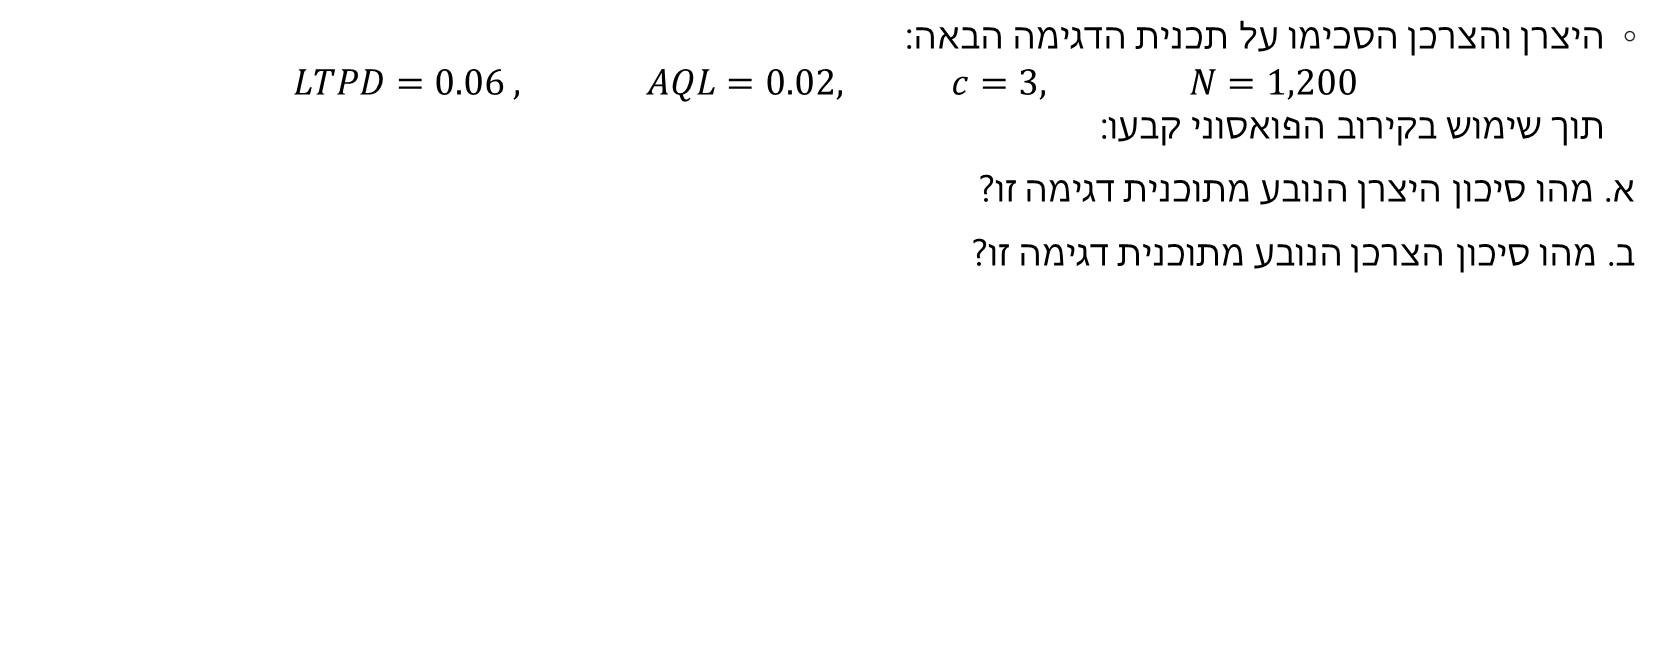 ◦ היצרן והצרכן הסכימו על תכנית הדגימה הבאה:
LTPD = 0.06 , AQL = 0.02, c = 3, N = 1,200
תוך שימוש בקירוב הפואסוני קבעו:
א. מהו סיכון היצרן הנובע מתוכנית דגימה זו?
ב. מהו סיכון הצרכן הנובע מתוכנית דגימה זו?